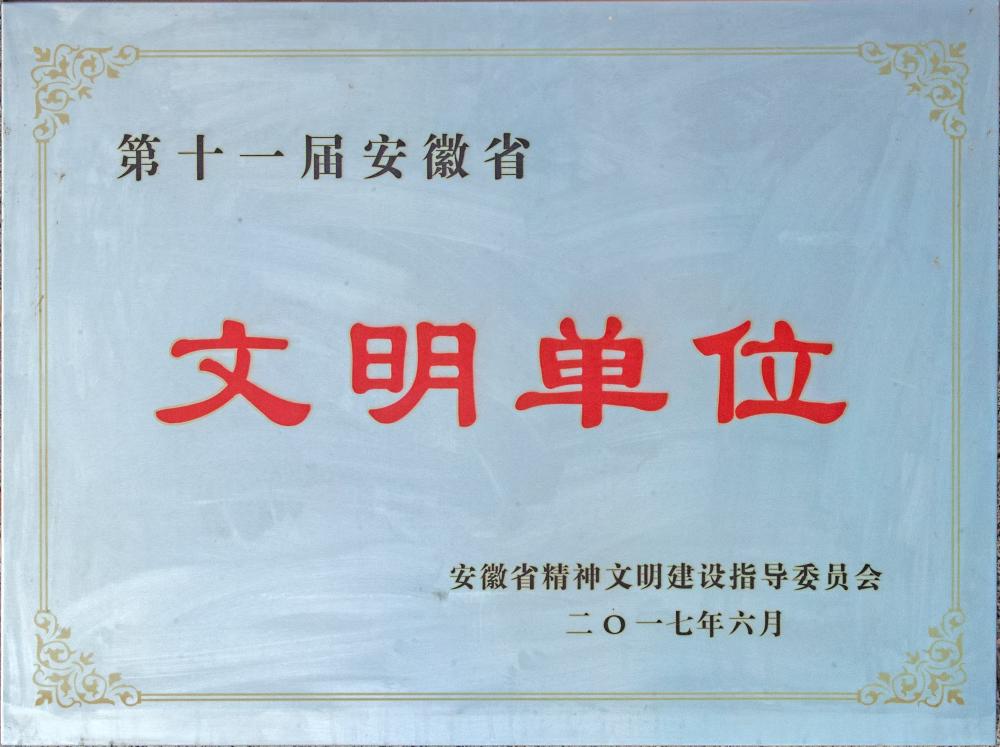 第十一届安徽省
文明单位
安徽省精神文明建设指导委员会
二〇一七年六月